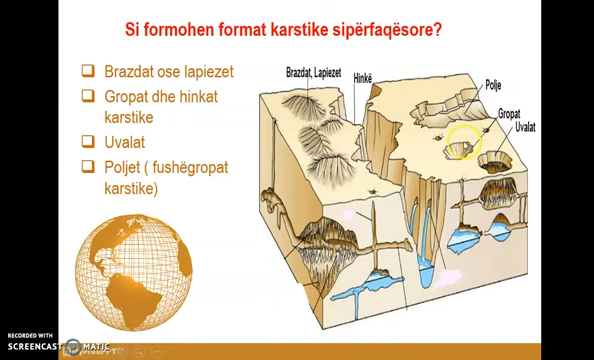 Si formohen format karstike sipërfaqësore?
Brazdat ose lapiezet
Gropat dhe hinkat
karstike
Uvalat
Poljet ( fushëgropat
karstike)
Brazdat, Lapiezet
Hinkë
Polje
Gropat
Uvalat
RECORDED WITH
SCREENCAST MATIC